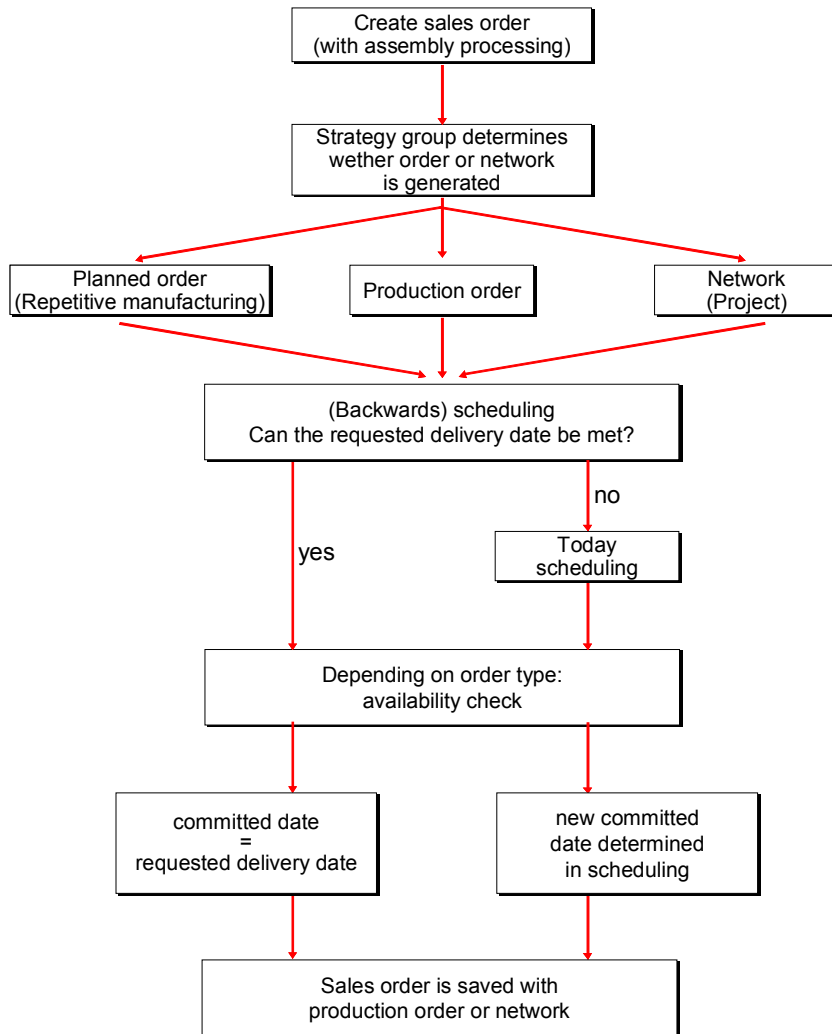 Create sales order
(with assembly processing)
Strategy group determines
wether order or network
is generated
Planned order
(Repetitive manufacturing)
Production order
Network
(Project)
(Backwards) scheduling
Can the requested delivery date be met?
no
yes
Today
scheduling
Depending on order type:
availability check
committed date
=
requested delivery date
new committed
date determined
in scheduling
Sales order is saved with
production order or network